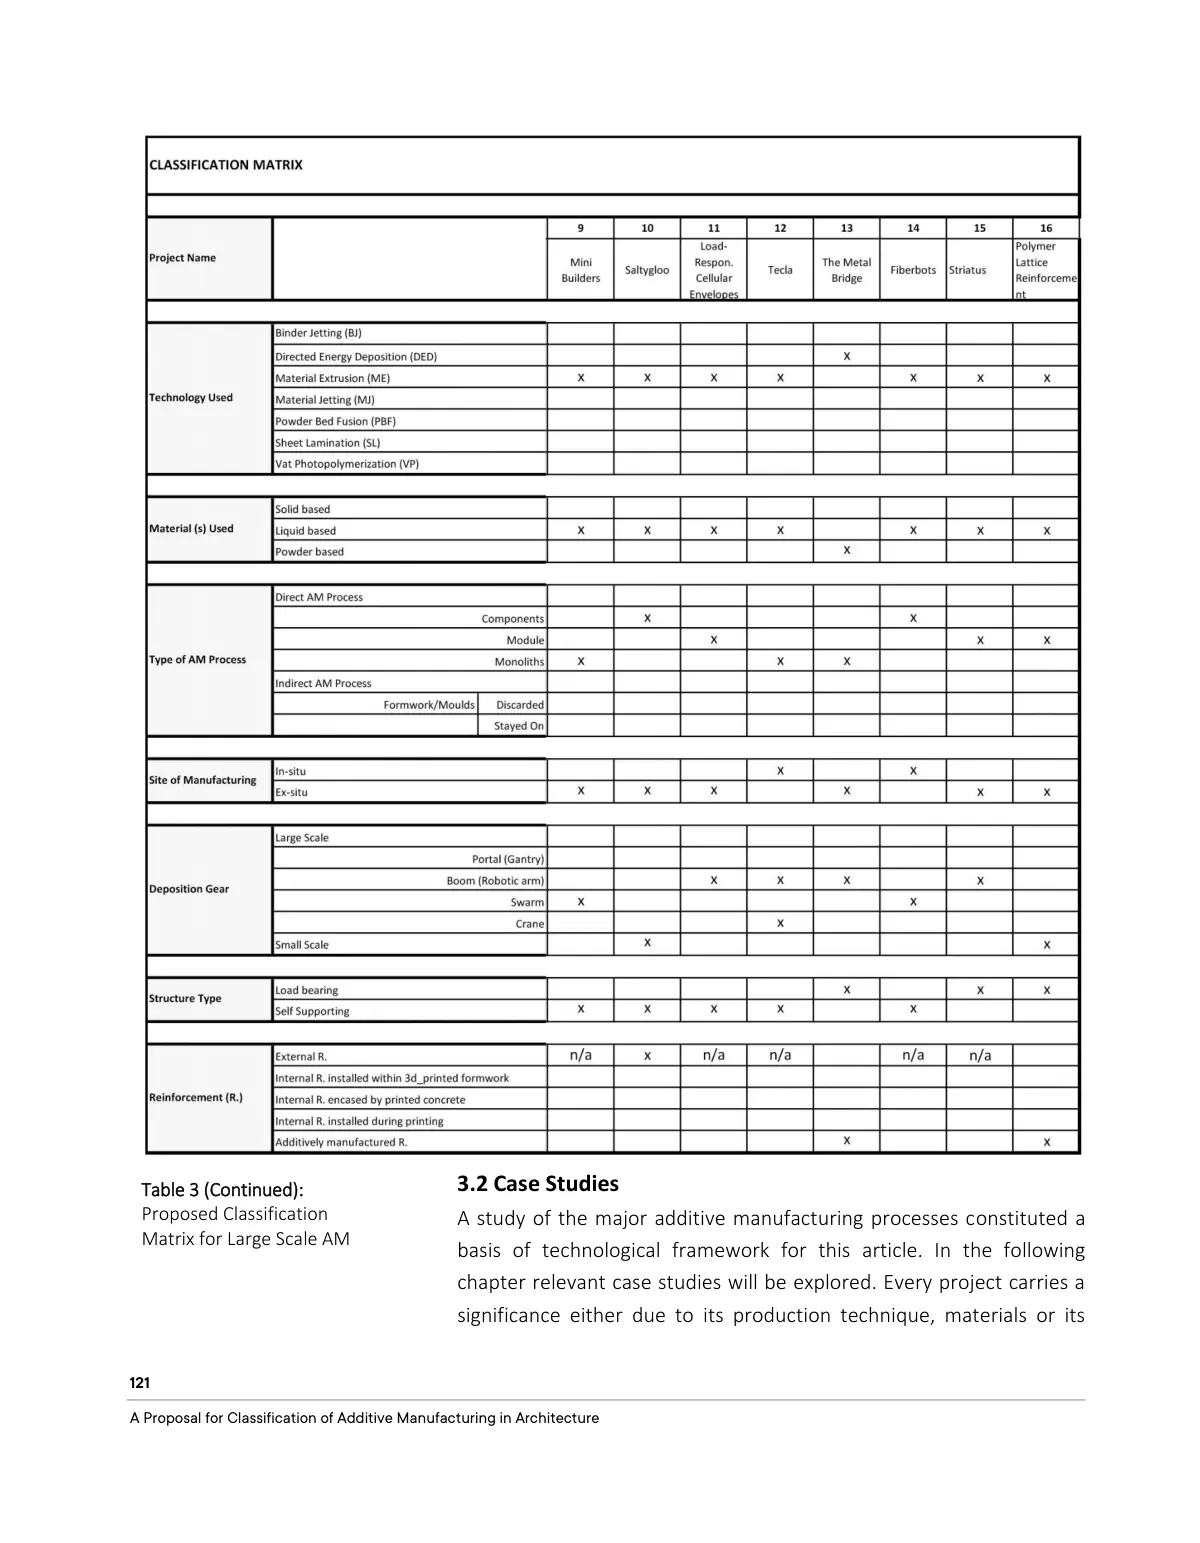 CLASSIFICATION MATRIX
Project Name
9 10 11 12 13 14 15 16
Mini Builders Saltygloo Load-Respon. Cellular Envelopes Tecla The Metal Bridge Fiberbots Striatus Polymer Lattice Reinforceme nt
Technology Used
Binder Jetting (BJ)
Directed Energy Deposition (DED) X
Material Extrusion (ME) X X X X X X X
Material Jetting (MJ)
Powder Bed Fusion (PBF)
Sheet Lamination (SL)
Vat Photopolymerization (VP)
Material (s) Used
Solid based
Liquid based X X X X X X X
Powder based X
Type of AM Process
Direct AM Process
Components X X
Module X X X
Monoliths X X X
Indirect AM Process
Formwork/Moulds Discarded
Stayed On
Site of Manufacturing
In-situ X X
Ex-situ X X X X X X
Deposition Gear
Large Scale
Portal (Gantry)
Boom (Robotic arm) X X X X
Swarm X X
Crane X
Small Scale X X
Structure Type
Load bearing X X X
Self Supporting X X X X X
Reinforcement (R.)
External R. n/a x n/a n/a n/a n/a
Internal R. installed within 3d_printed formwork
Internal R. encased by printed concrete
Internal R. installed during printing
Additively manufactured R. X X
Table 3 (Continued):
Proposed Classification
Matrix for Large Scale AM
3.2 Case Studies
A study of the major additive manufacturing processes constituted a
basis of technological framework for this article. In the following
chapter relevant case studies will be explored. Every project carries a
significance either due to its production technique, materials or its
121
A Proposal for Classification of Additive Manufacturing in Architecture